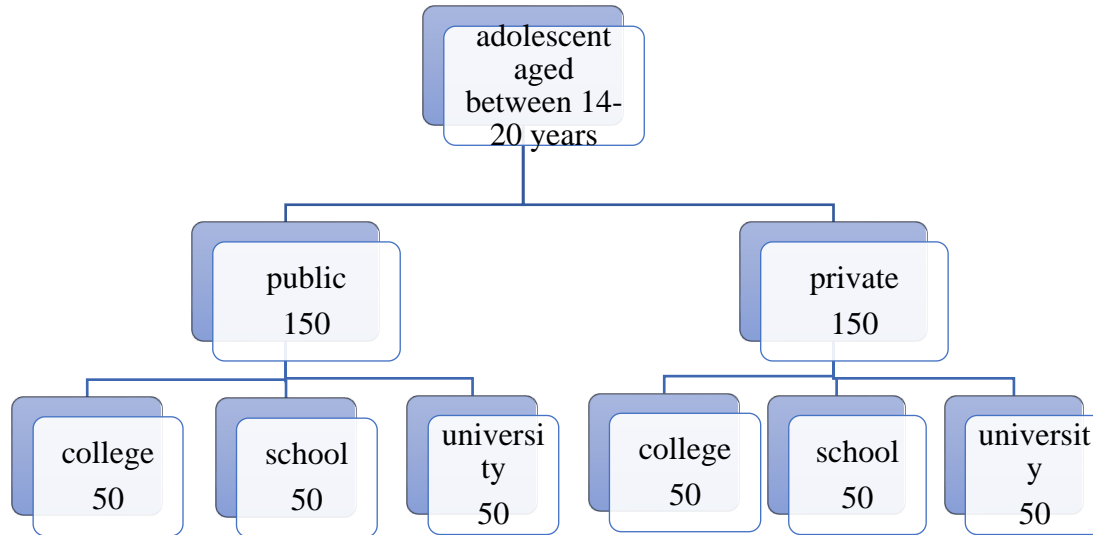 adolescent
aged
between 14-
20 years
public
150
private
150
college
50
school
50
universi
ty
50
college
50
school
50
universit
y
50